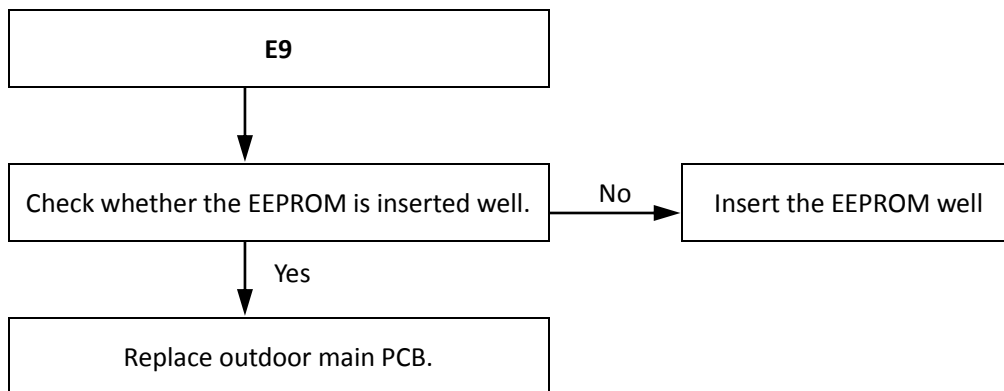 E9
Check whether the EEPROM is inserted well.
No
Insert the EEPROM well
Yes
Replace outdoor main PCB.